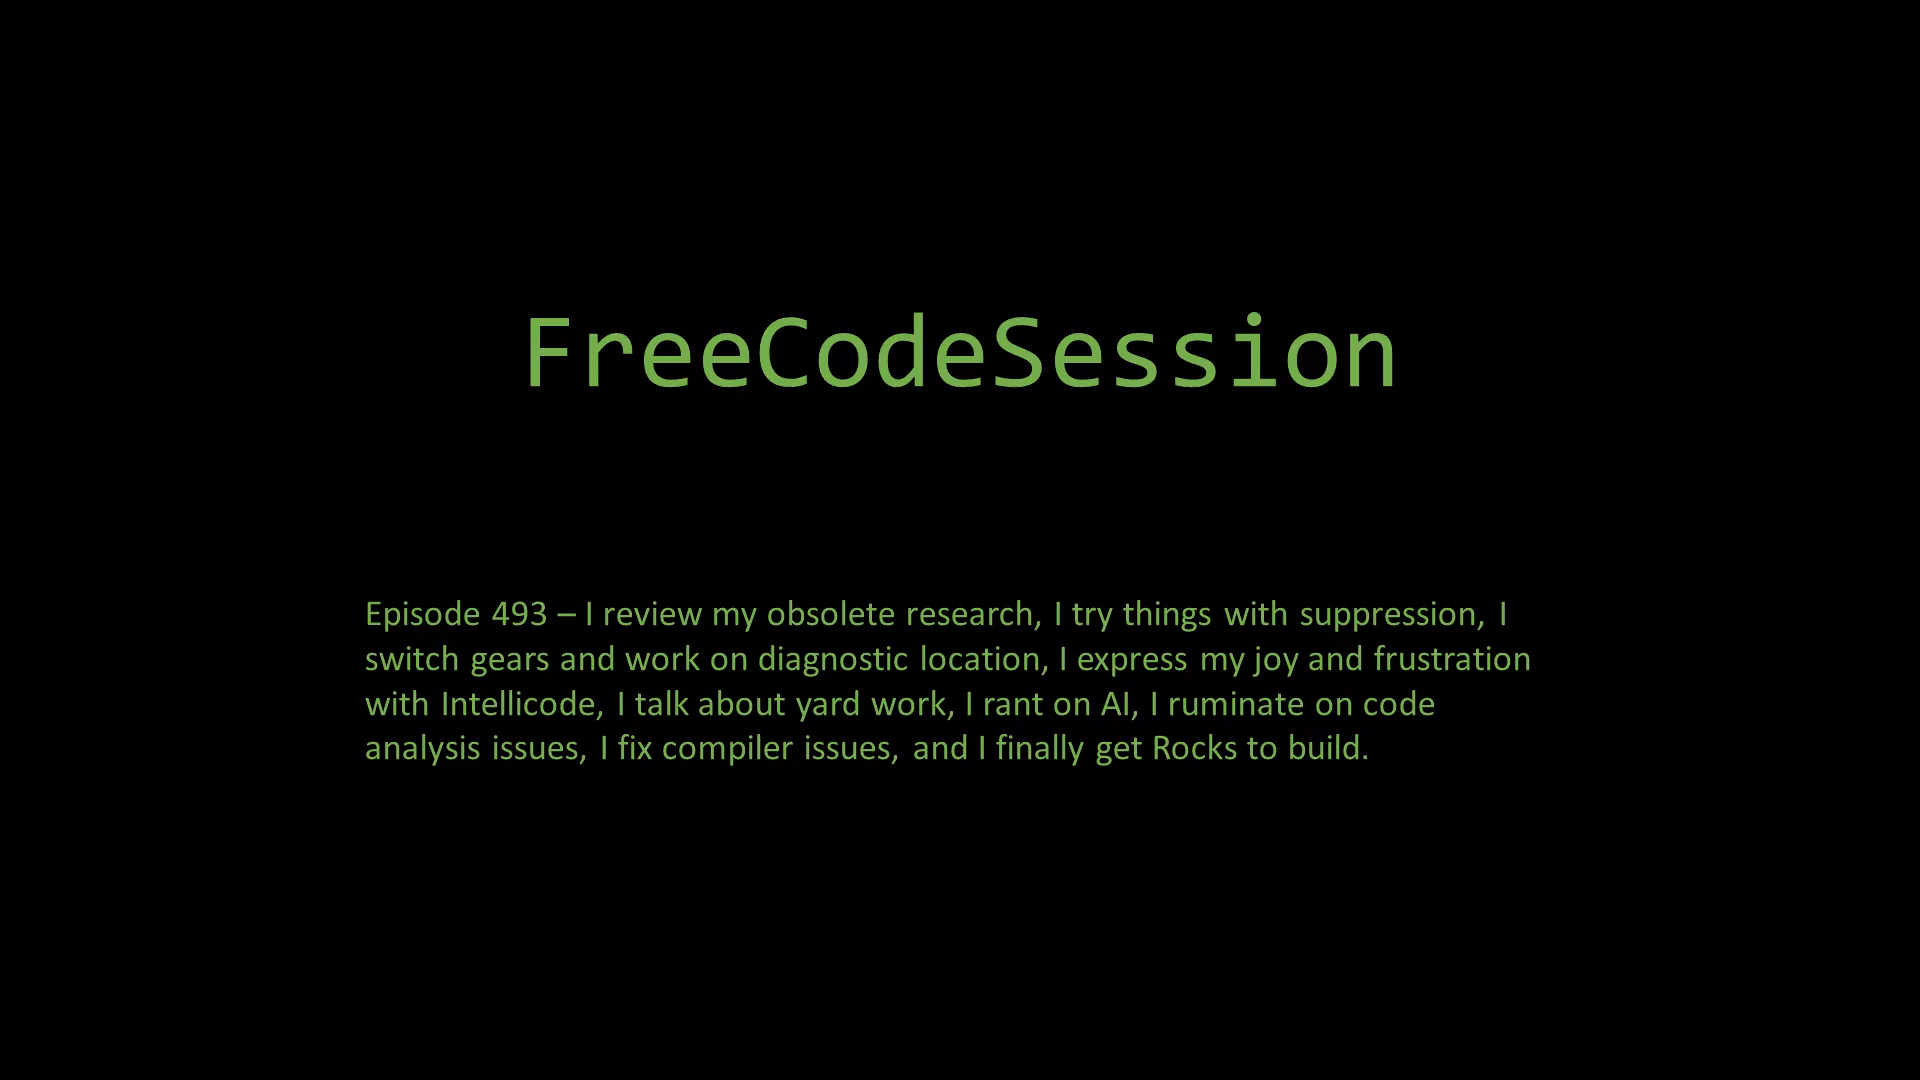 FreeCodeSession
Episode 493 – I review my obsolete research, I try things with suppression, I
switch gears and work on diagnostic location, I express my joy and frustration
with Intellicode, I talk about yard work, I rant on AI, I ruminate on code
analysis issues, I fix compiler issues, and I finally get Rocks to build.